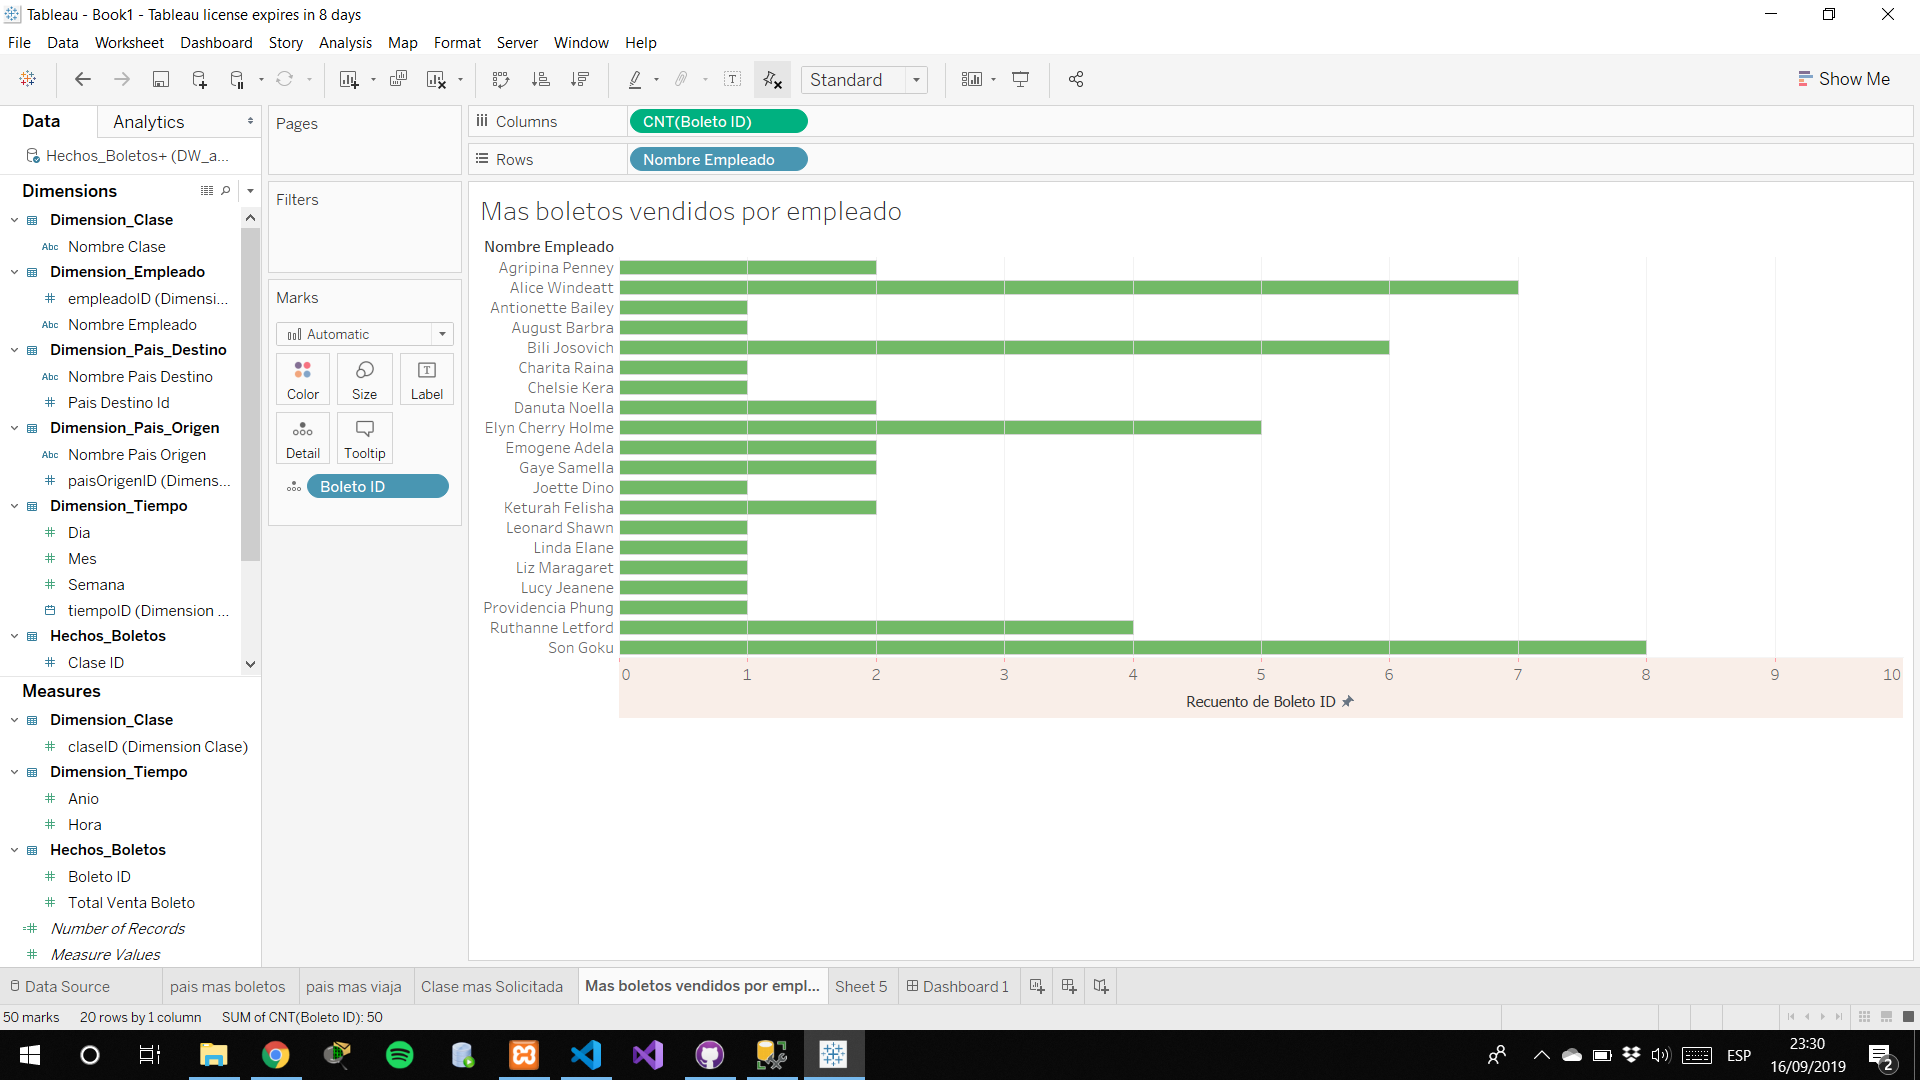 Tableau - Book1 - Tableau license expires in 8 days
File Data Worksheet Dashboard Story Analysis Map Format Server Window Help
Standard
Show Me
Data Analytics
Hechos_Boletos+ (DW_a...
Dimensions
Dimension_Clase
Abc Nombre Clase
Dimension_Empleado
# empleadoID (Dimensi...
Abc Nombre Empleado
Dimension_Pais_Destino
Abc Nombre Pais Destino
# Pais Destino Id
Dimension_Pais_Origen
Abc Nombre Pais Origen
# paisOrigenID (Dimens...
Dimension_Tiempo
# Dia
# Mes
# Semana
tiempoID (Dimension ...
Hechos_Boletos
# Clase ID
Measures
Dimension_Clase
# claseID (Dimension Clase)
Dimension_Tiempo
# Anio
# Hora
Hechos_Boletos
# Boleto ID
# Total Venta Boleto
=# Number of Records
# Measure Values
Pages
Filters
Marks
Automatic
Color Size Label
Detail Tooltip
Boleto ID
Columns CNT(Boleto ID)
Rows Nombre Empleado
Mas boletos vendidos por empleado
Nombre Empleado
Agripina Penney
Alice Windeatt
Antionette Bailey
August Barbra
Bili Josovich
Charita Raina
Chelsie Kera
Danuta Noella
Elyn Cherry Holme
Emogene Adela
Gaye Samella
Joette Dino
Keturah Felisha
Leonard Shawn
Linda Elane
Liz Maragaret
Lucy Jeanene
Providencia Phung
Ruthanne Letford
Son Goku
0 1 2 3 4 5 6 7 8 9 10
Recuento de Boleto ID
Data Source pais mas boletos pais mas viaja Clase mas Solicitada Mas boletos vendidos por empl... Sheet 5 Dashboard 1
50 marks 20 rows by 1 column SUM of CNT(Boleto ID): 50
ESP
23:30
16/09/2019
2